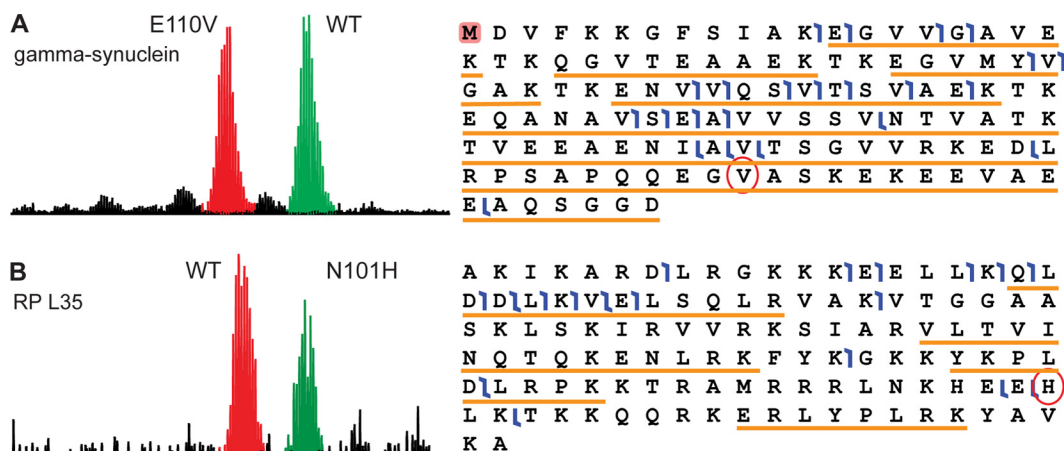 A
E110V
WT
gamma-synuclein
M D V F K K G F S I A K E G V V G A V E
K T K Q G V T E A A E K T K E G V M Y V
G A K T K E N V V Q S V T S V A E K T K
E Q A N A V S E A V V S S V N T V A T K
T V E E A E N I A V T S G V V R K E D L
R P S A P Q Q E G V A S K E K E E V A E
E A Q S G G D
B
WT
N101H
RP L35
A K I K A R D L R G K K K E E L L K Q L
D D L K V E L S Q L R V A K V T G G A A
S K L S K I R V V R K S I A R V L T V I
N Q T Q K E N L R K F Y K G K K Y K P L
D L R P K K T R A M R R R L N K H E E H
L K T K K Q Q R K E R L Y P L R K Y A V
K A